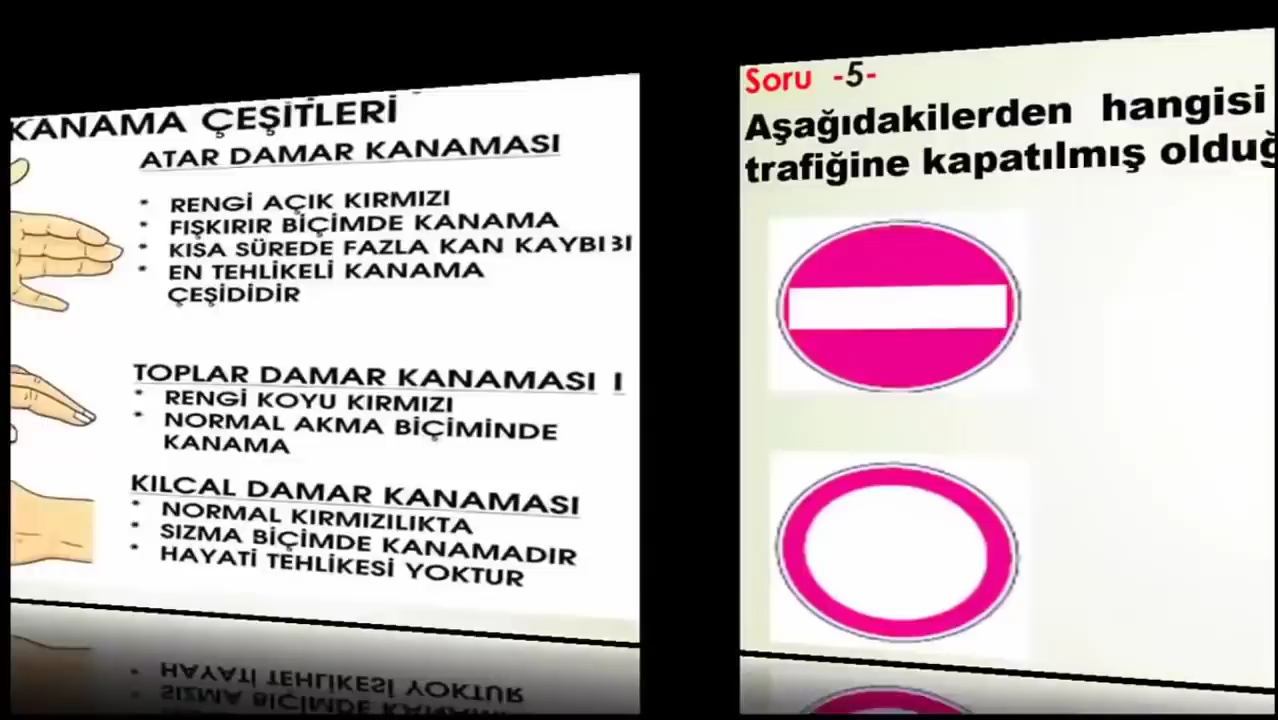 KANAMA ÇEŞİTLERİ
ATAR DAMAR KANAMASI
• RENGİ AÇIK KIRMIZI
• FIŞKIRIR BİÇİMDE KANAMA
• KISA SÜREDE FAZLA KAN KAYBI
• EN TEHLİKELİ KANAMA
ÇEŞİDİDİR
TOPLAR DAMAR KANAMASI
• RENGİ KOYU KIRMIZI
• NORMAL AKMA BİÇİMİNDE
KANAMA
KILCAL DAMAR KANAMASI
• NORMAL KIRMIZILIKTA
• SIZMA BİÇİMDE KANAMADIR
• HAYATİ TEHLİKESİ YOKTUR
Soru -5-
Aşağıdakilerden hangisi
trafiğine kapatılmış